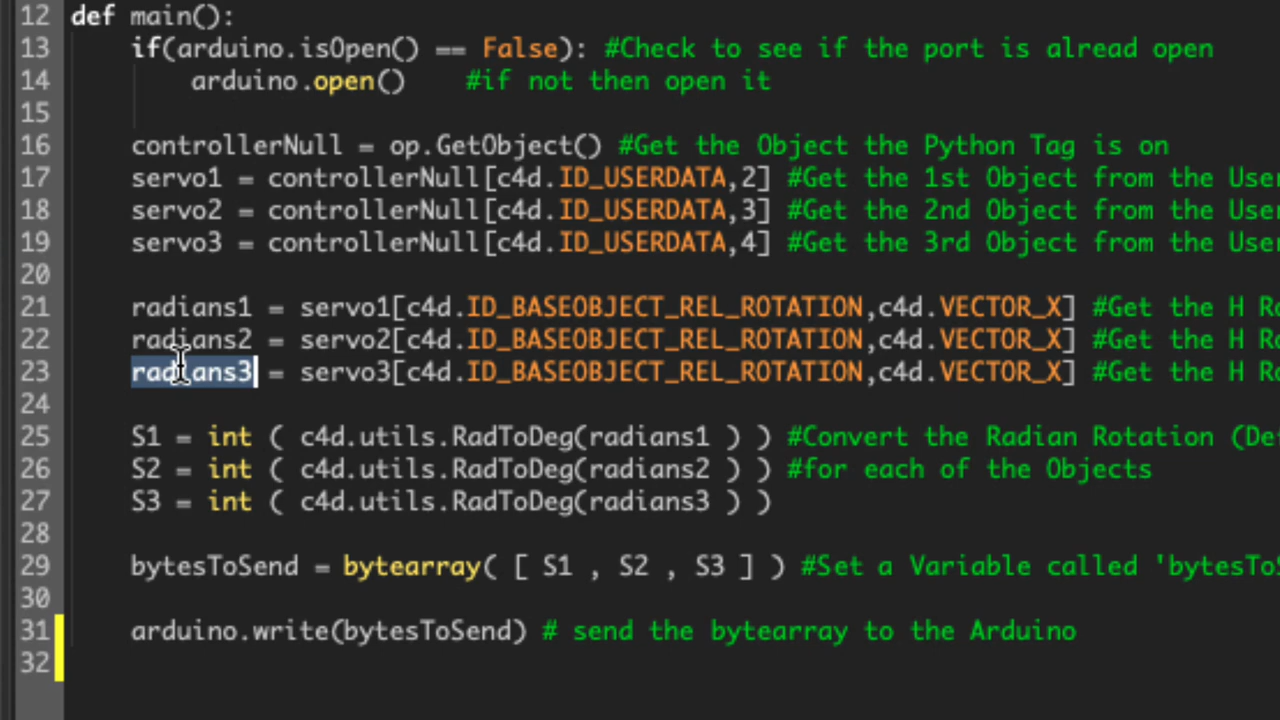 12 def main():
13 if(arduino.isOpen() == False): #Check to see if the port is alread open
14 arduino.open() #if not then open it
15
16 controllerNull = op.GetObject() #Get the Object the Python Tag is on
17 servo1 = controllerNull[c4d.ID_USERDATA,2] #Get the 1st Object from the User
18 servo2 = controllerNull[c4d.ID_USERDATA,3] #Get the 2nd Object from the User
19 servo3 = controllerNull[c4d.ID_USERDATA,4] #Get the 3rd Object from the User
20
21 radians1 = servo1[c4d.ID_BASEOBJECT_REL_ROTATION,c4d.VECTOR_X] #Get the H Ro
22 radians2 = servo2[c4d.ID_BASEOBJECT_REL_ROTATION,c4d.VECTOR_X] #Get the H Ro
23 radians3 = servo3[c4d.ID_BASEOBJECT_REL_ROTATION,c4d.VECTOR_X] #Get the H Ro
24
25 S1 = int ( c4d.utils.RadToDeg(radians1 ) ) #Convert the Radian Rotation (De
26 S2 = int ( c4d.utils.RadToDeg(radians2 ) ) #for each of the Objects
27 S3 = int ( c4d.utils.RadToDeg(radians3 ) )
28
29 bytesToSend = bytearray( [ S1 , S2 , S3 ] ) #Set a Variable called 'bytesToS
30
31 arduino.write(bytesToSend) # send the bytearray to the Arduino
32